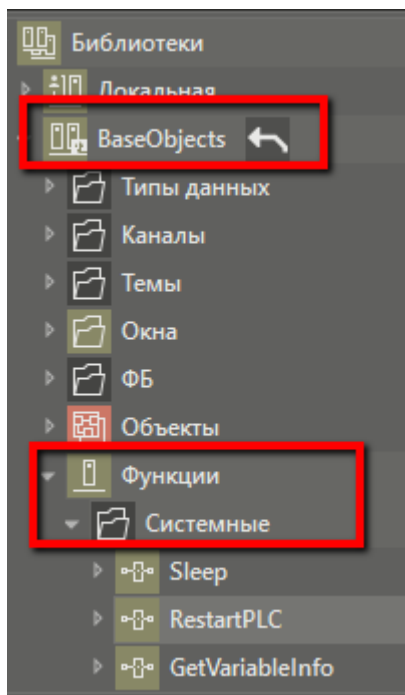 Библиотеки
Локальная
BaseObjects
Типы данных
Каналы
Темы
Окна
ФБ
Объекты
Функции
Системные
Sleep
RestartPLC
GetVariableInfo